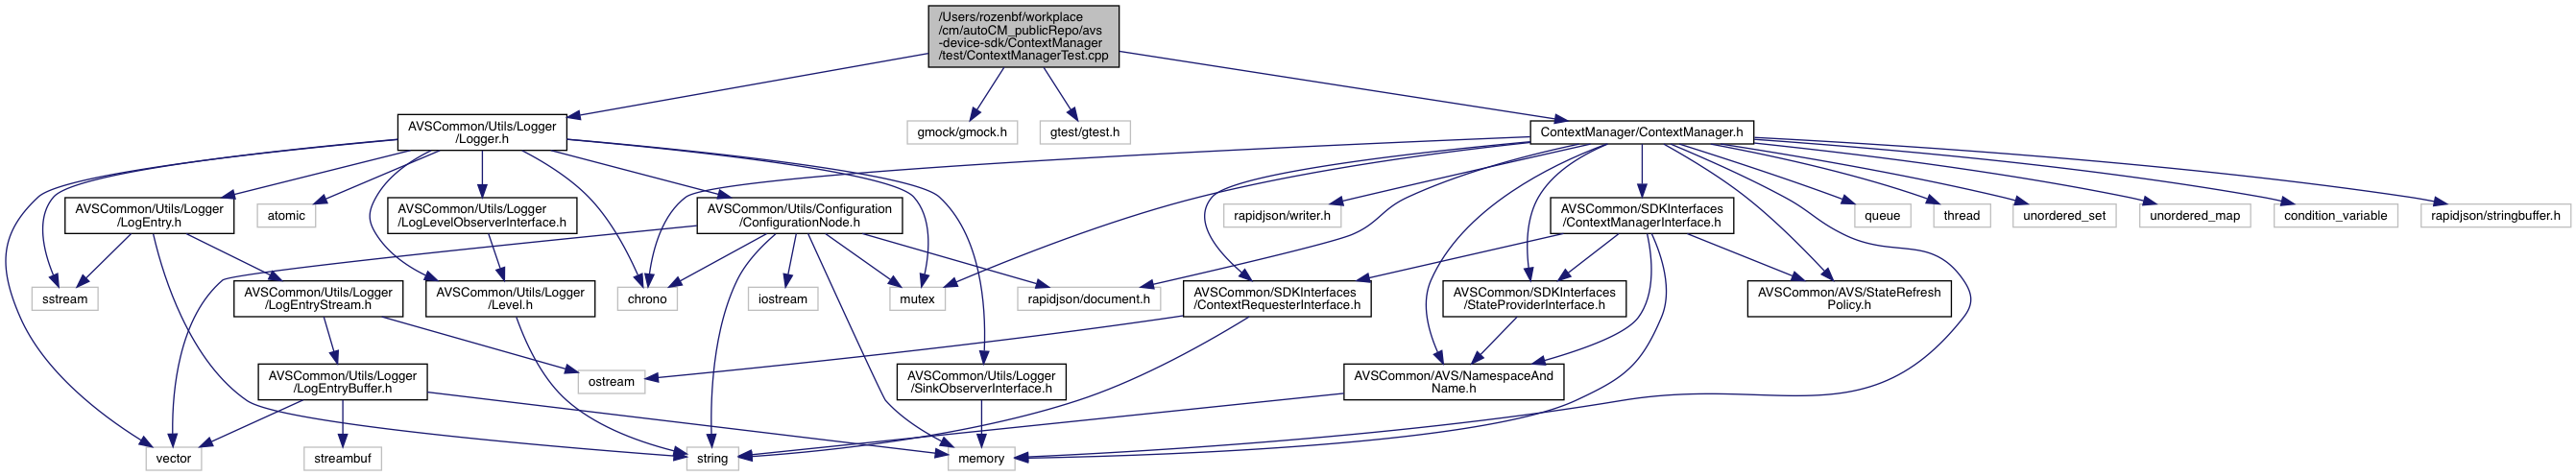 /Users/rozenbf/workplace
/cm/autoCM_publicRepo/avs
-device-sdk/ContextManager
/test/ContextManagerTest.cpp
AVSCommon/Utils/Logger
/Logger.h
gmock/gmock.h
gtest/gtest.h
ContextManager/ContextManager.h
AVSCommon/Utils/Logger
/LogEntry.h
atomic
AVSCommon/Utils/Logger
/LogLevelObserverInterface.h
AVSCommon/Utils/Configuration
/ConfigurationNode.h
rapidjson/writer.h
AVSCommon/SDKInterfaces
/ContextManagerInterface.h
queue
thread
unordered_set
unordered_map
condition_variable
rapidjson/stringbuffer.h
sstream
AVSCommon/Utils/Logger
/LogEntryStream.h
AVSCommon/Utils/Logger
/Level.h
chrono
iostream
mutex
rapidjson/document.h
AVSCommon/SDKInterfaces
/ContextRequesterInterface.h
AVSCommon/SDKInterfaces
/StateProviderInterface.h
AVSCommon/AVS/StateRefresh
Policy.h
AVSCommon/Utils/Logger
/LogEntryBuffer.h
ostream
AVSCommon/Utils/Logger
/SinkObserverInterface.h
AVSCommon/AVS/NamespaceAnd
Name.h
vector
streambuf
string
memory